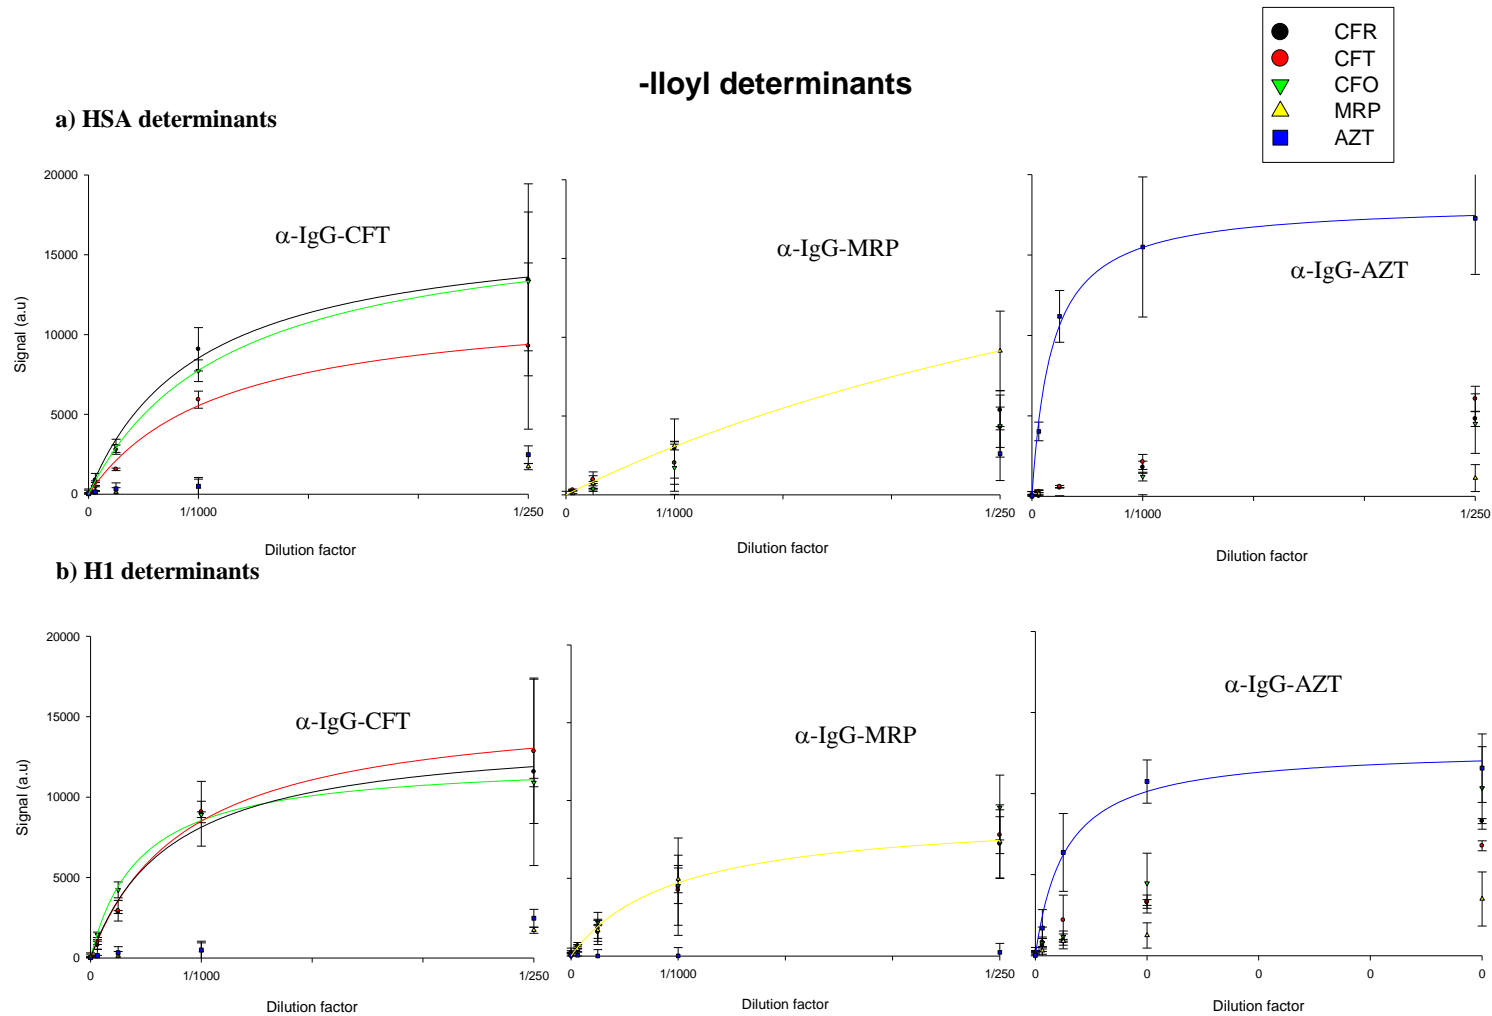 CFR
CFT
CFO
MRP
AZT
-lloyl determinants
a) HSA determinants
20000
15000
10000
5000
0
Signal (a.u)
α-IgG-CFT
0
1/1000
1/250
Dilution factor
α-IgG-MRP
0
1/1000
1/250
Dilution factor
α-IgG-AZT
0
1/1000
1/250
Dilution factor
b) H1 determinants
20000
15000
10000
5000
0
Signal (a.u)
α-IgG-CFT
0
1/1000
1/250
Dilution factor
α-IgG-MRP
0
1/1000
1/250
Dilution factor
α-IgG-AZT
0
0
0
0
0
Dilution factor